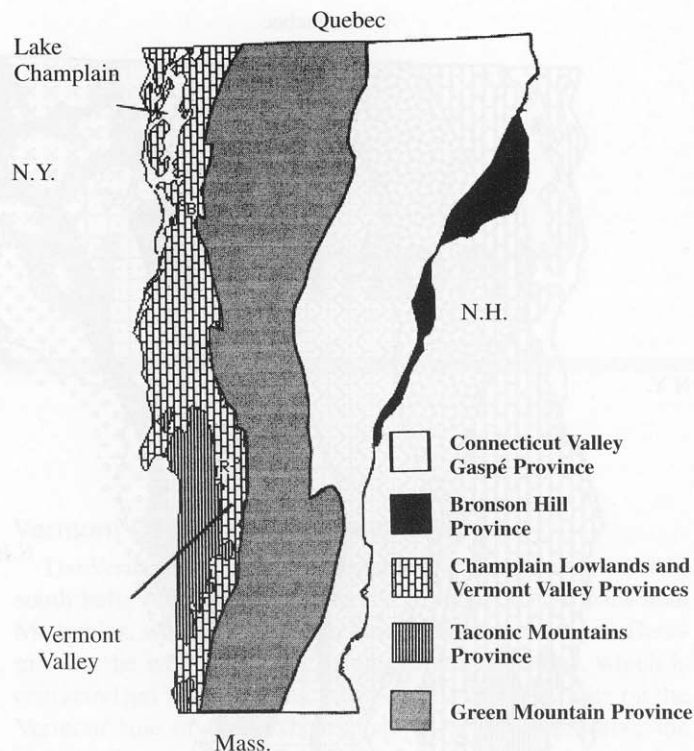 Quebec
Lake
Champlain
N.Y.
B
N.H.
R
Vermont
Valley
Mass.
Connecticut Valley
Gaspé Province
Bronson Hill
Province
Champlain Lowlands and
Vermont Valley Provinces
Taconic Mountains
Province
Green Mountain Province